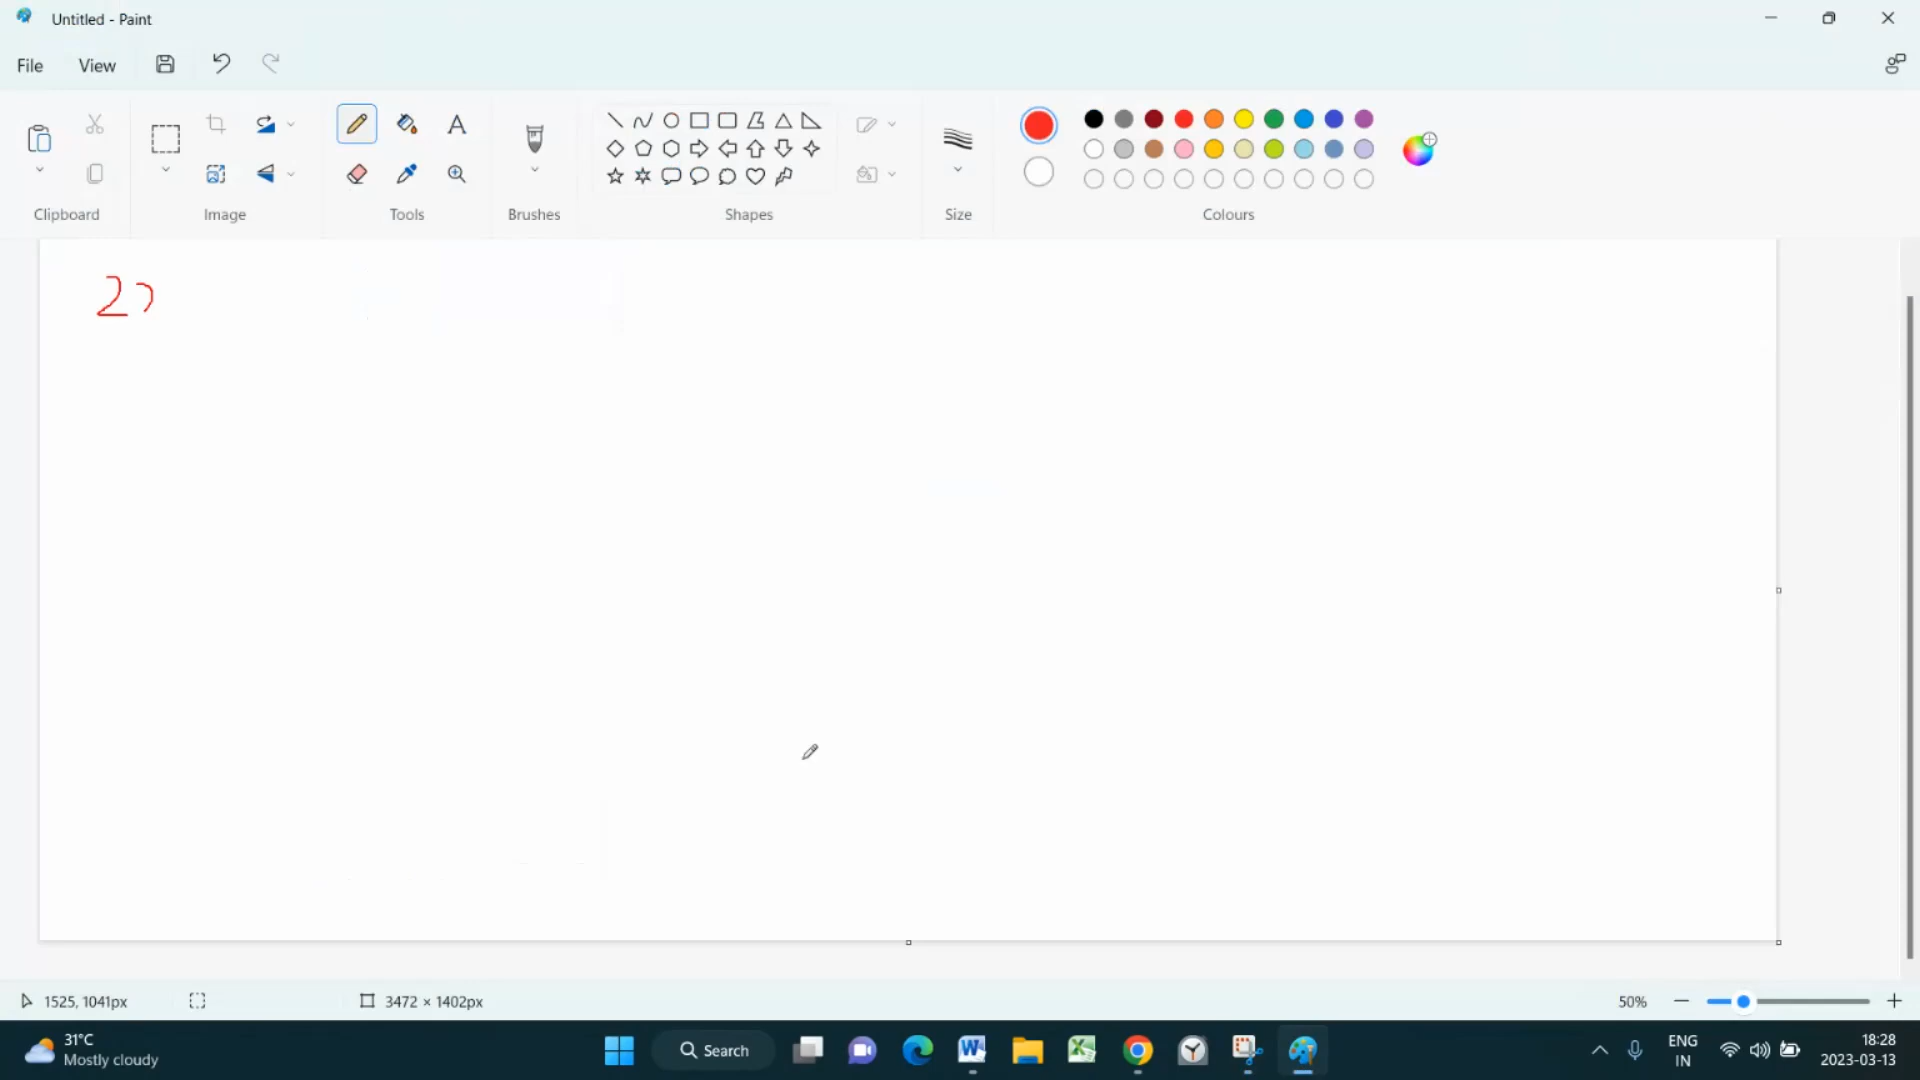 Untitled - Paint
File View
Clipboard Image Tools Brushes Shapes Size Colours
2
1525, 1041px 3472 × 1402px 50%
31°C
Mostly cloudy
Search
ENG
IN
18:28
2023-03-13